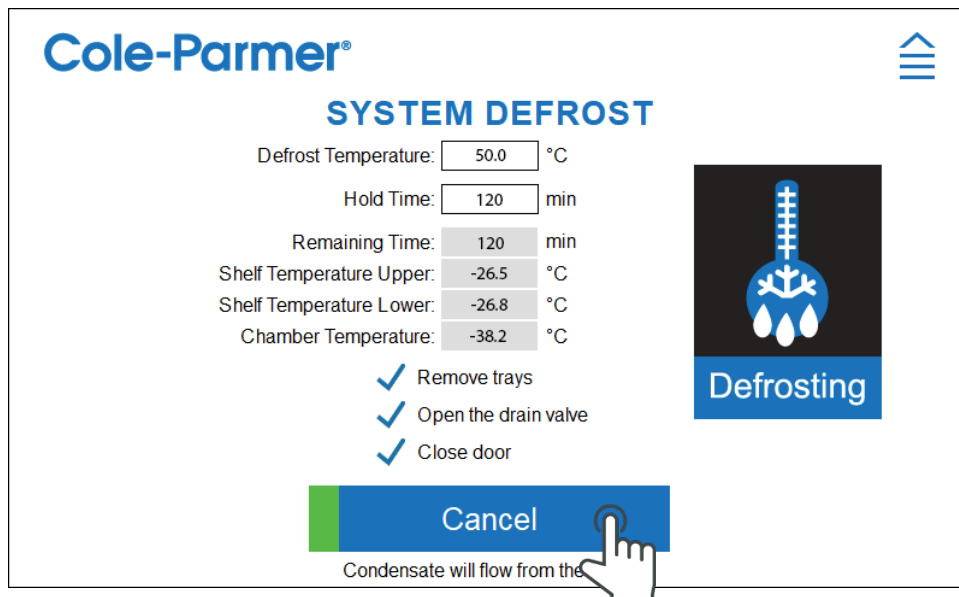 Cole-Parmer®
SYSTEM DEFROST
Defrost Temperature: 50.0 °C
Hold Time: 120 min
Remaining Time: 120 min
Shelf Temperature Upper: -26.5 °C
Shelf Temperature Lower: -26.8 °C
Chamber Temperature: -38.2 °C
Remove trays
Open the drain valve
Close door
Defrosting
Cancel
Condensate will flow from the